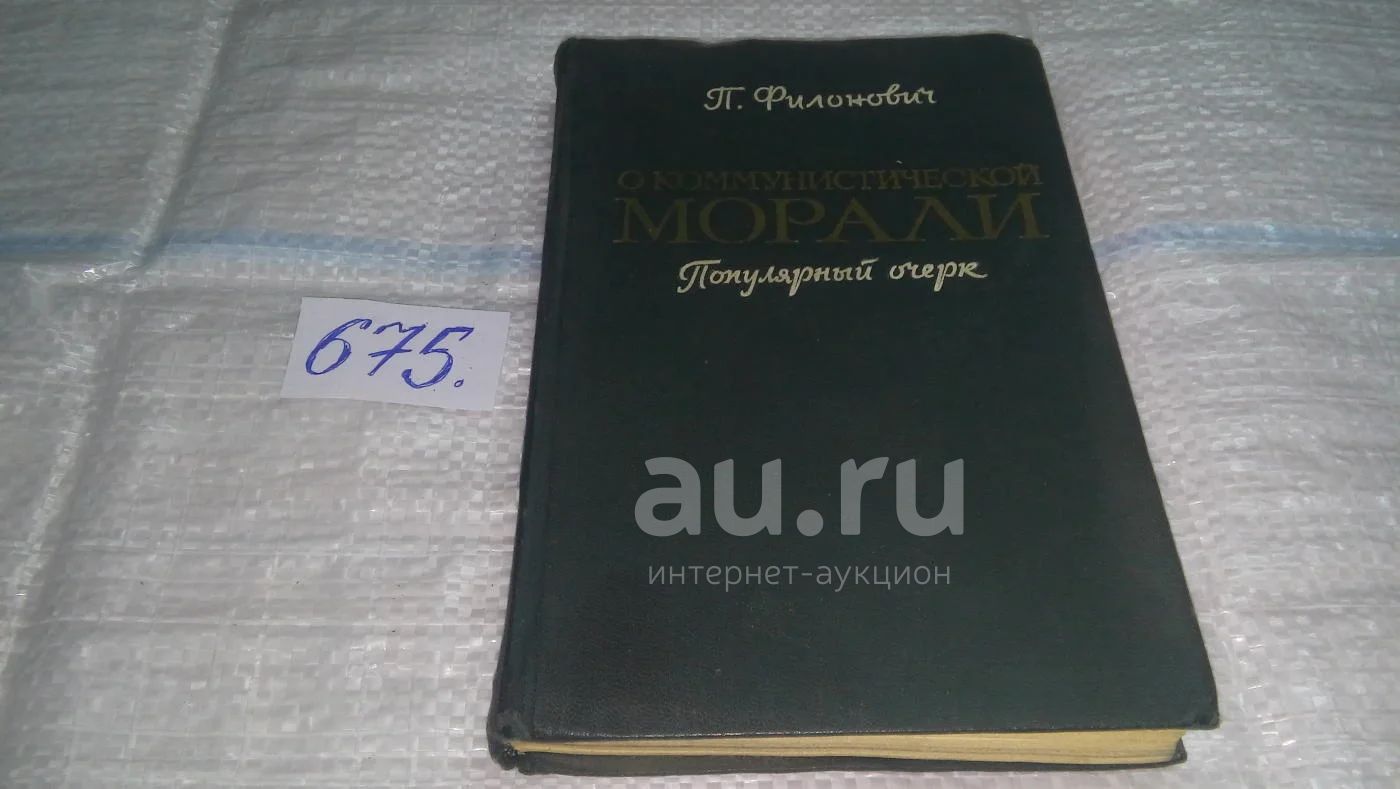 П. Филонович
О КОММУНИСТИЧЕСКОЙ
МОРАЛИ
Популярный очерк
675.
au.ru
интернет-аукцион